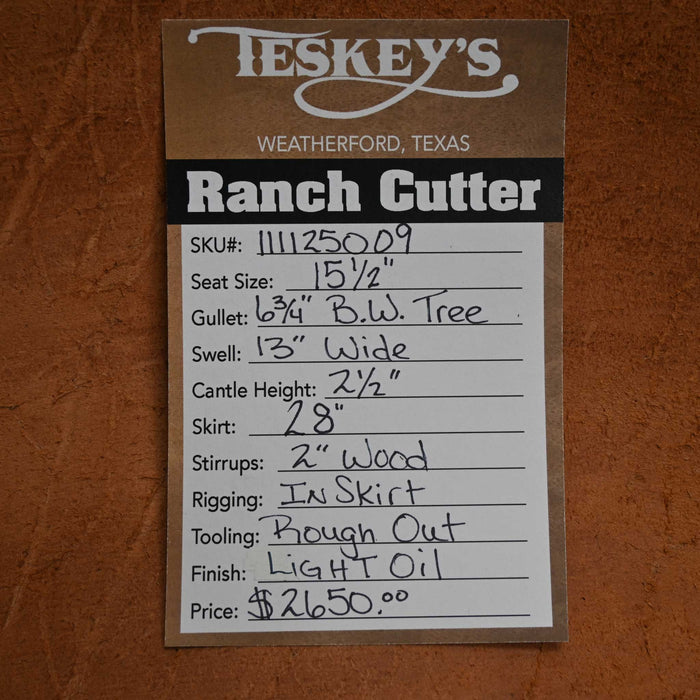 TESKEY'S
WEATHERFORD, TEXAS
Ranch Cutter
SKU#: 111125009
Seat Size: 15 1/2"
Gullet: 6 3/4" B.W. Tree
Swell: 13" Wide
Cantle Height: 2 1/2"
Skirt: 28"
Stirrups: 2" Wood
Rigging: In Skirt
Tooling: Rough Out
Finish: LIGHT Oil
Price: $2650.00